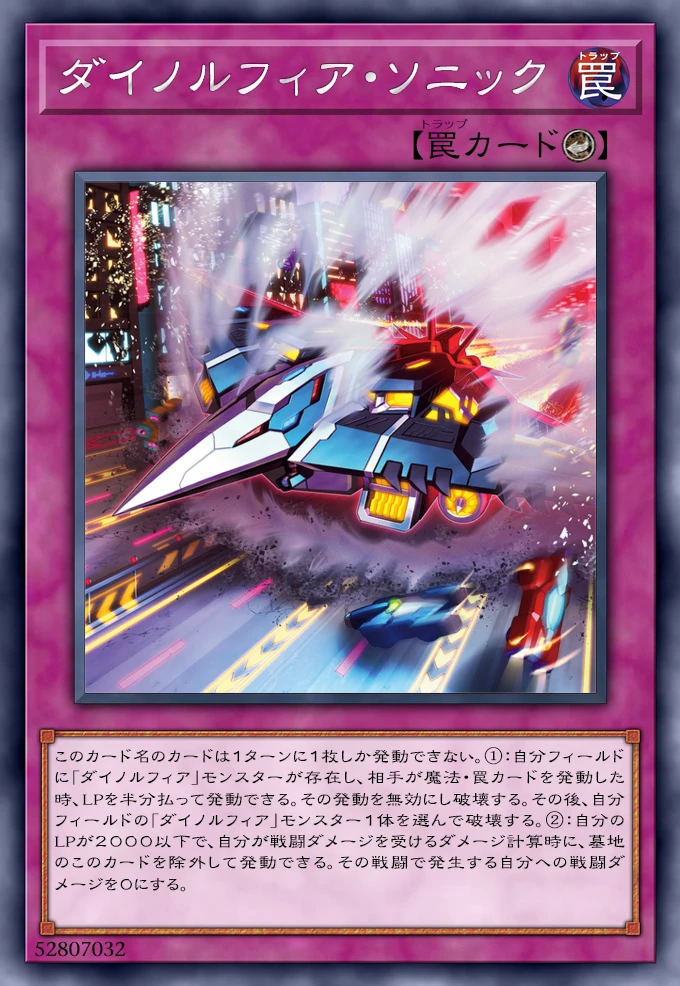 ダイノルフィア・ソニック
トラップ
罠
トラップ
【罠カード】
このカード名のカードは1ターンに1枚しか発動できない。①:自分フィールド
に「ダイノルフィア」モンスターが存在し、相手が魔法・罠カードを発動した
時、LPを半分払って発動できる。その発動を無効にし破壊する。その後、自分
フィールドの「ダイノルフィア」モンスター1体を選んで破壊する。②:自分の
LPが2000以下で、自分が戦闘ダメージを受けるダメージ計算時に、墓地
のこのカードを除外して発動できる。その戦闘で発生する自分への戦闘ダ
メージを0にする。
52807032